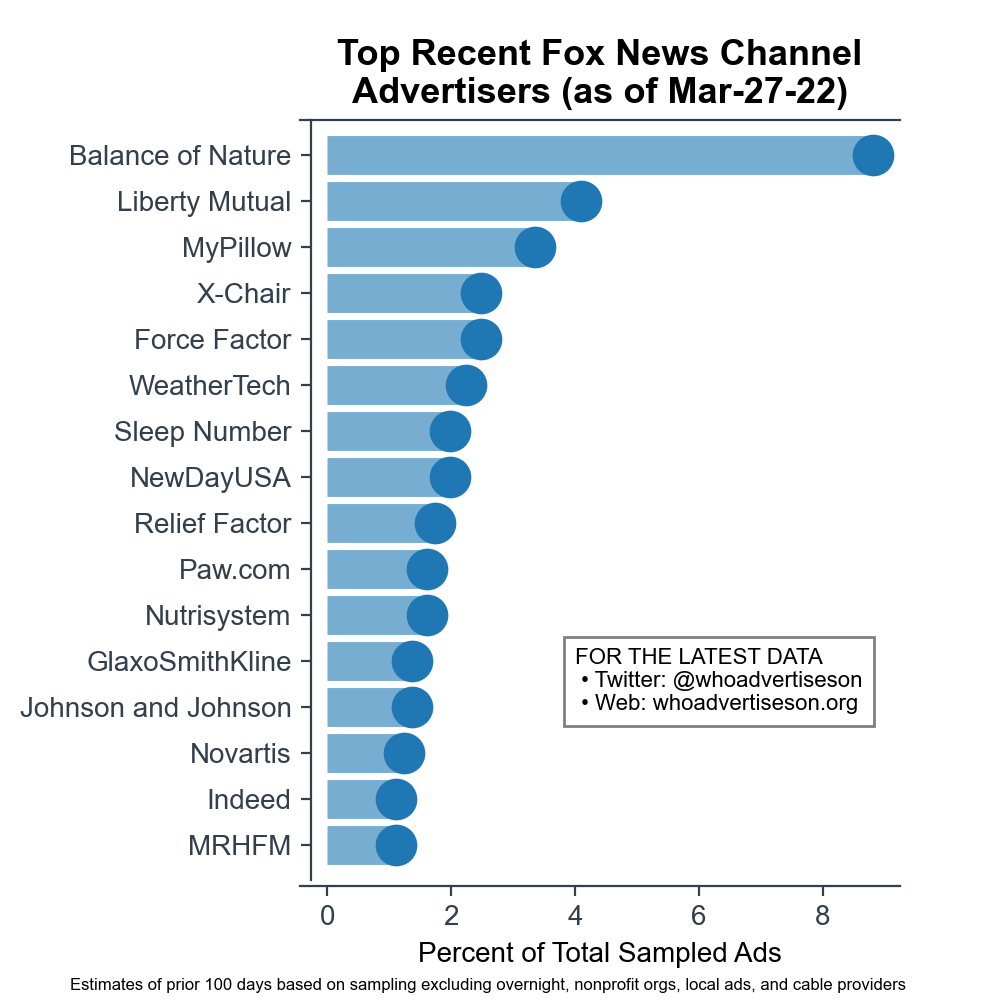 Top Recent Fox News Channel
Advertisers (as of Mar-27-22)
Balance of Nature
Liberty Mutual
MyPillow
X-Chair
Force Factor
WeatherTech
Sleep Number
NewDayUSA
Relief Factor
Paw.com
Nutrisystem
GlaxoSmithKline
Johnson and Johnson
Novartis
Indeed
MRHFM
FOR THE LATEST DATA
• Twitter: @whoadvertiseson
• Web: whoadvertiseson.org
0 2 4 6 8
Percent of Total Sampled Ads
Estimates of prior 100 days based on sampling excluding overnight, nonprofit orgs, local ads, and cable providers